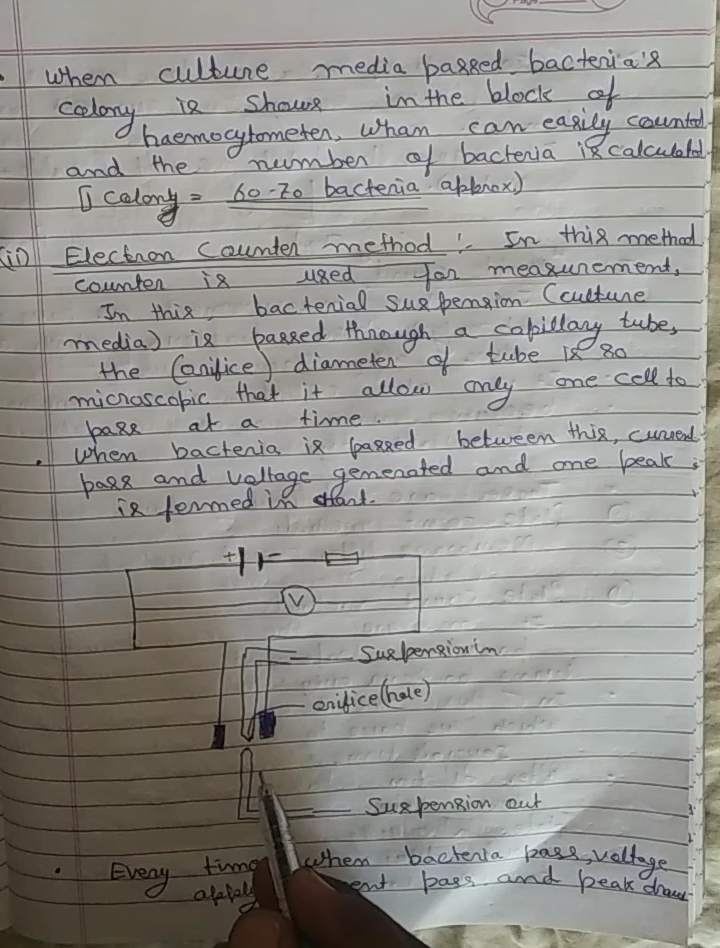 When culture media passed bacteria's
colony is shows in the block of
haemocytometer, whan can easily counted
and the number of bacteria is calculated
[1 colony = 60-70 bacteria approx.)
(ii) Electron Counter method :- In this method
counter is used for measurement,
In this, bacterial suspension (culture
media) is passed through a capillary tube,
the (orifice) diameter of tube is so
microscopic that it allow only one cell to
pass at a time.
• When bacteria is passed between this, current
pass and voltage generated and one peak
is formed in chart.
+
V
Suspension in
orifice (hole)
Suspension out
• Every time when bacteria pass, voltage
pass and peak draw